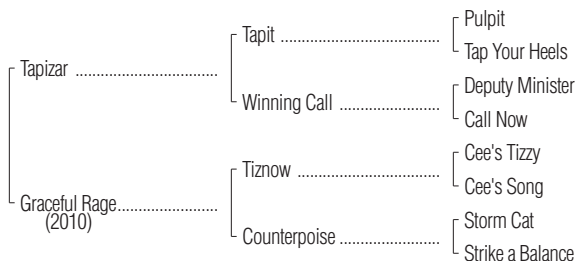 Pulpit
Tapit ........................................
Tap Your Heels
Tapizar ....................................
Deputy Minister
Winning Call .........................
Call Now
Cee's Tizzy
Tiznow ....................................
Cee's Song
Graceful Rage.........................
(2010)
Storm Cat
Counterpoise .........................
Strike a Balance